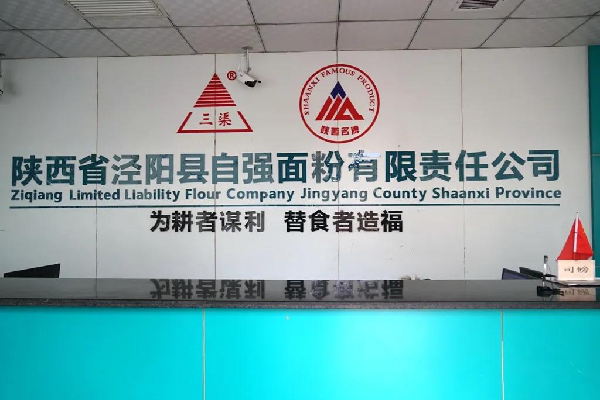 三渠®
SHAANXI FAMOUS PRODUCT
陕西名牌
陕西省泾阳县自强面粉有限责任公司
Ziqiang Limited Liability Flour Company Jingyang County Shaanxi Province
为耕者谋利 替食者造福